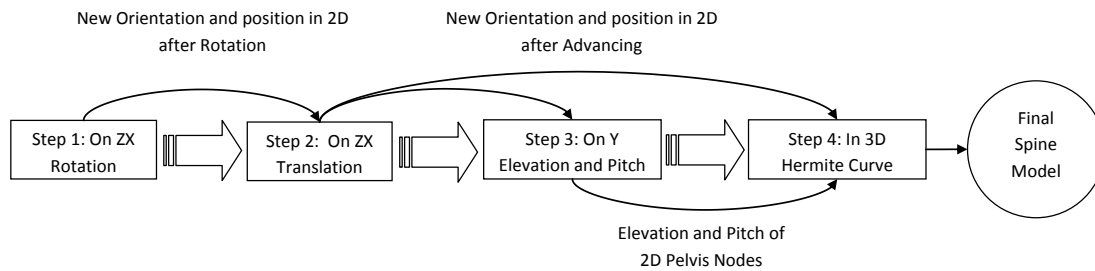 New Orientation and position in 2D
after Rotation
New Orientation and position in 2D
after Advancing
Step 1: On ZX
Rotation
Step 2: On ZX
Translation
Step 3: On Y
Elevation and Pitch
Step 4: In 3D
Hermite Curve
Final
Spine
Model
Elevation and Pitch of
2D Pelvis Nodes